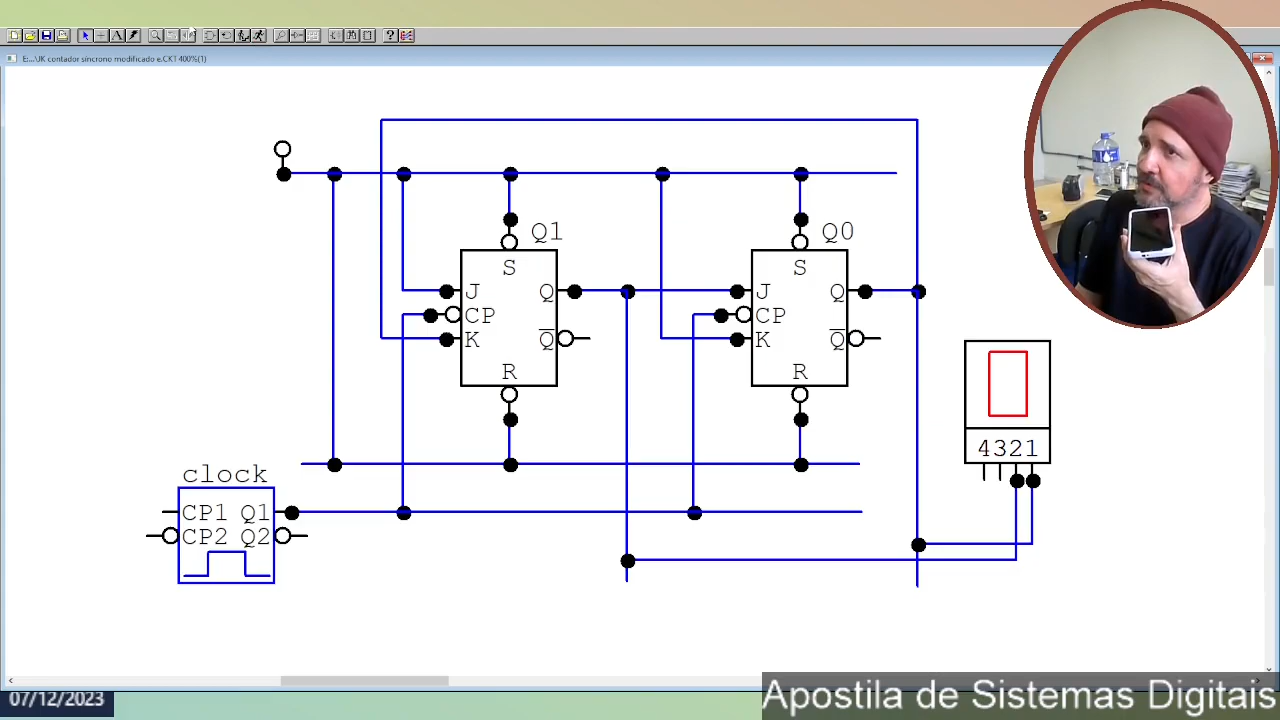 E:...\JK contador síncrono modificado e.CKT 400%(1)
Q1
Q0
S
S
J
Q
J
Q
CP
CP
K
Q
K
Q
R
R
4321
clock
CP1 Q1
CP2 Q2
07/12/2023
Apostila de Sistemas Digitais